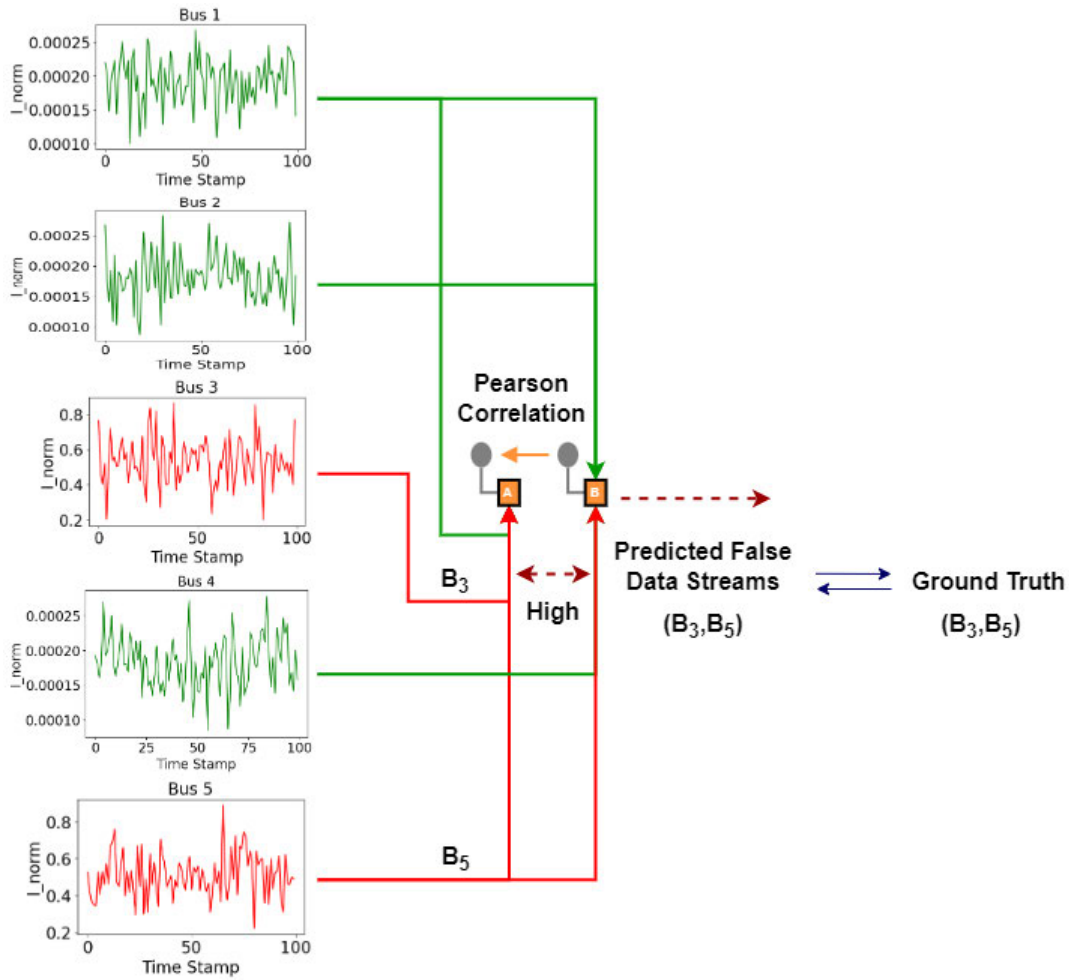 Bus 1
I_norm
0.00025
0.00020
0.00015
0.00010
0
50
100
Time Stamp
Bus 2
I_norm
0.00025
0.00020
0.00015
0.00010
0
50
100
Time Stamp
Bus 3
I_norm
0.8
0.6
0.4
0.2
0
50
100
Time Stamp
Bus 4
I_norm
0.00025
0.00020
0.00015
0.00010
0
25
50
75
100
Time Stamp
Bus 5
I_norm
0.8
0.6
0.4
0.2
0
50
100
Time Stamp
Pearson
Correlation
A
B
B₃
High
B₅
Predicted False
Data Streams
(B₃,B₅)
Ground Truth
(B₃,B₅)